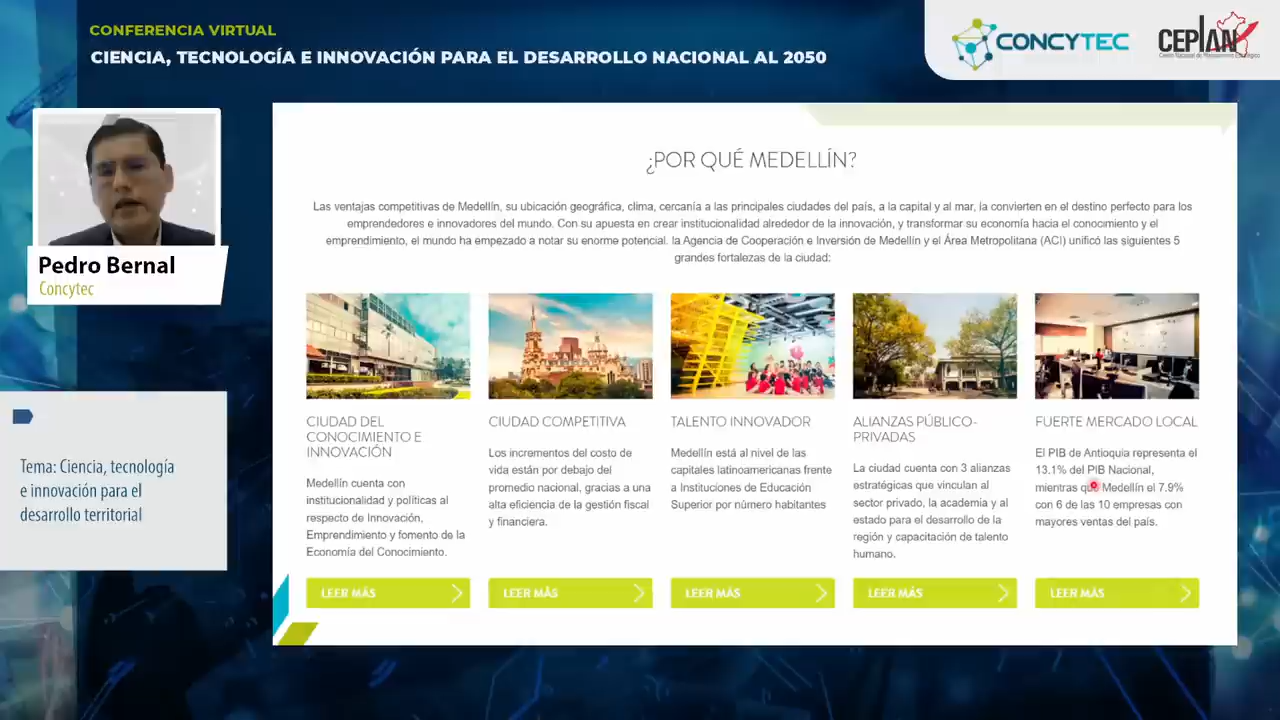 CONFERENCIA VIRTUAL
CIENCIA, TECNOLOGÍA E INNOVACIÓN PARA EL DESARROLLO NACIONAL AL 2050
CONCYTEC
CEPLAN
Centro Nacional de Planeamiento Estratégico
Pedro Bernal
Concytec
Tema: Ciencia, tecnología
e innovación para el
desarrollo territorial
¿POR QUÉ MEDELLÍN?
Las ventajas competitivas de Medellín, su ubicación geográfica, clima, cercanía a las principales ciudades del país, a la capital y al mar, la convierten en el destino perfecto para los
emprendedores e innovadores del mundo. Con su apuesta en crear institucionalidad alrededor de la innovación, y transformar su economía hacia el conocimiento y el
emprendimiento, el mundo ha empezado a notar su enorme potencial. la Agencia de Cooperación e Inversión de Medellín y el Área Metropolitana (ACI) unificó las siguientes 5
grandes fortalezas de la ciudad:
CIUDAD DEL
CONOCIMIENTO E
INNOVACIÓN
Medellín cuenta con
institucionalidad y políticas al
respecto de Innovación,
Emprendimiento y fomento de la
Economía del Conocimiento.
LEER MÁS
CIUDAD COMPETITIVA
Los incrementos del costo de
vida están por debajo del
promedio nacional, gracias a una
alta eficiencia de la gestión fiscal
y financiera.
LEER MÁS
TALENTO INNOVADOR
Medellín está al nivel de las
capitales latinoamericanas frente
a Instituciones de Educación
Superior por número habitantes
LEER MÁS
ALIANZAS PÚBLICO-
PRIVADAS
La ciudad cuenta con 3 alianzas
estratégicas que vinculan al
sector privado, la academia y al
estado para el desarrollo de la
región y capacitación de talento
humano.
LEER MÁS
FUERTE MERCADO LOCAL
El PIB de Antioquia representa el
13.1% del PIB Nacional,
mientras que Medellín el 7.9%
con 6 de las 10 empresas con
mayores ventas del país.
LEER MÁS